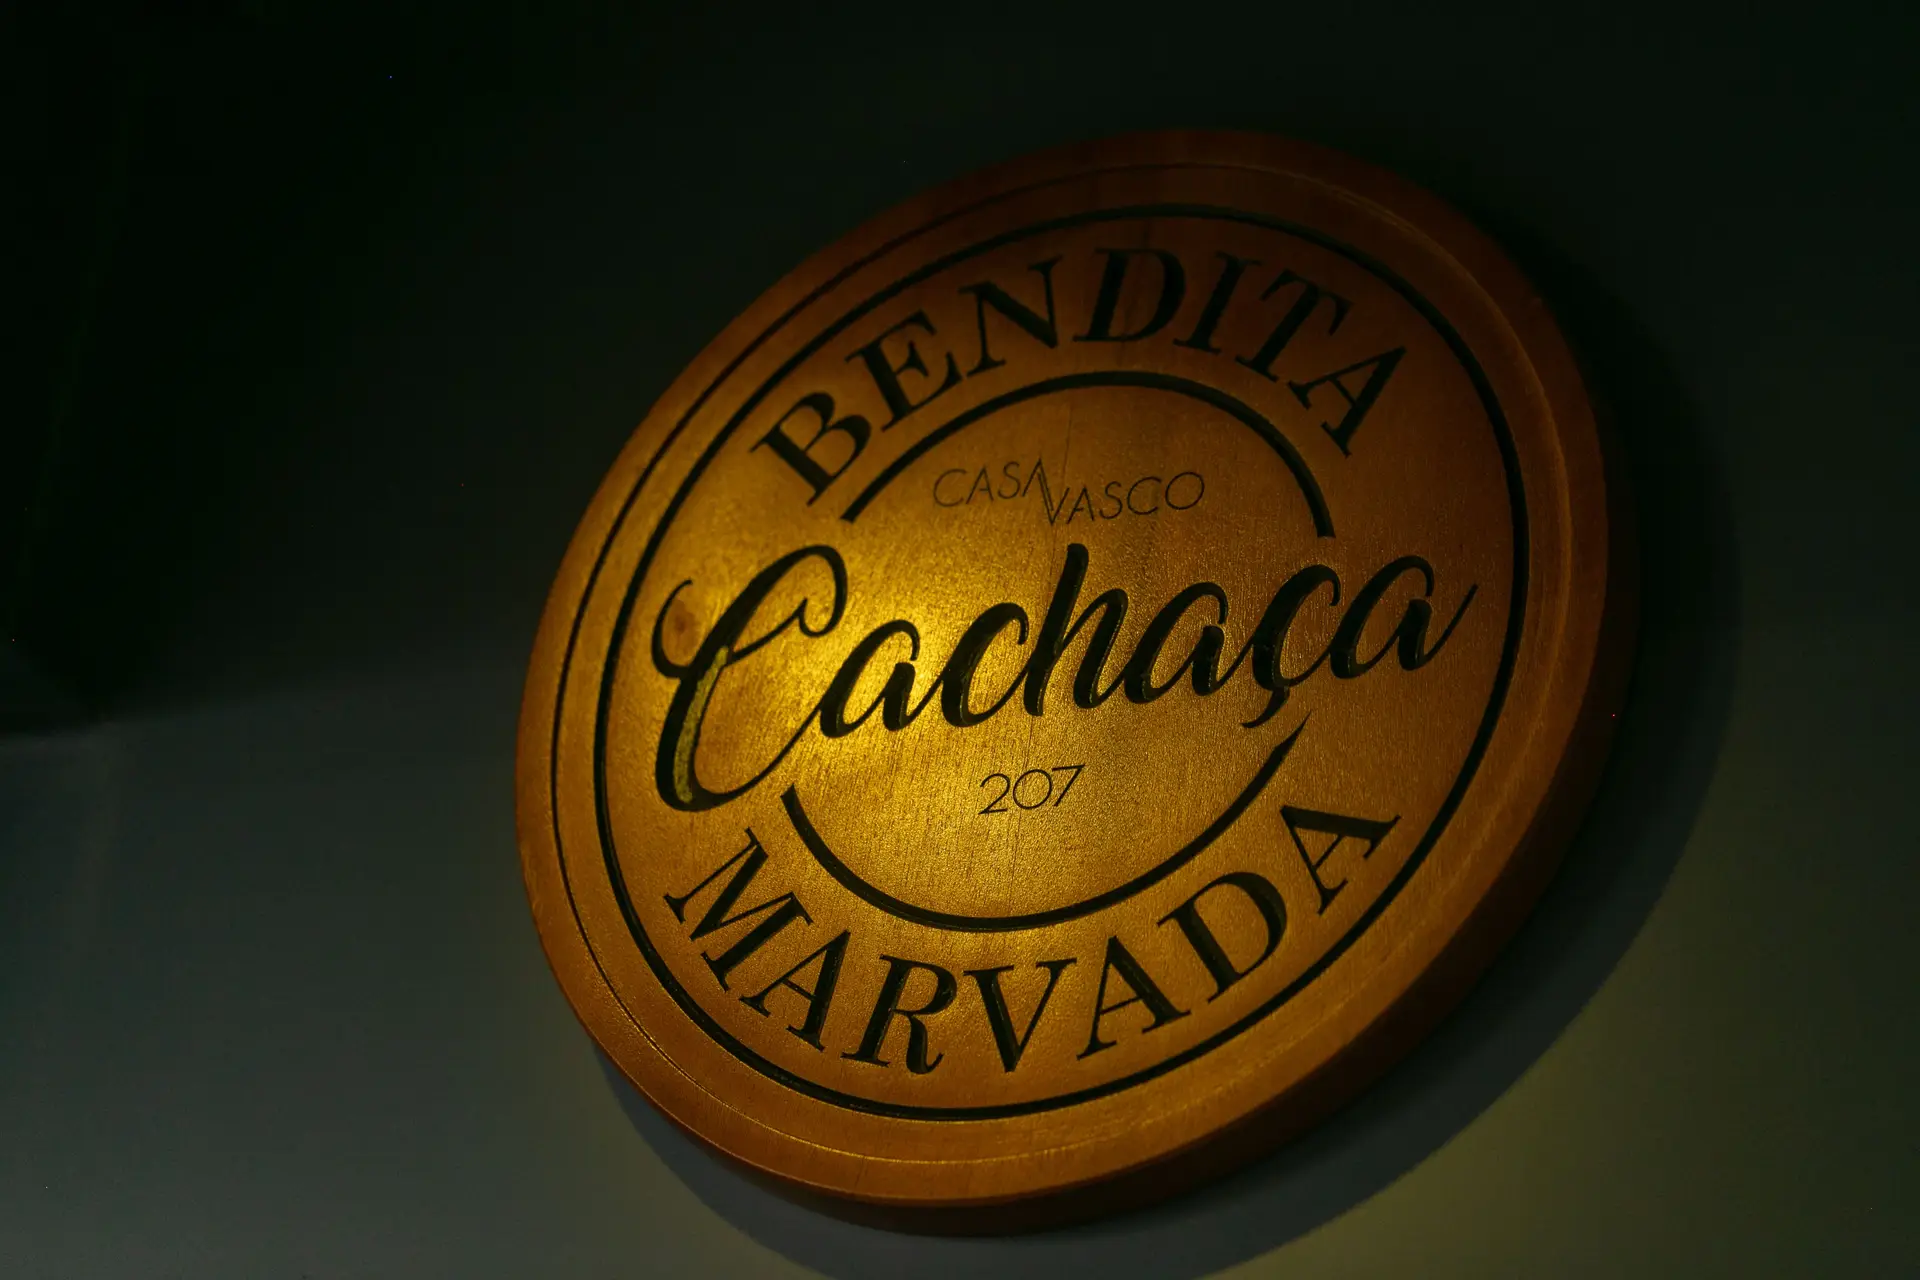 BENDITA
CASA VASCO
Cachaça
207
MARVADA